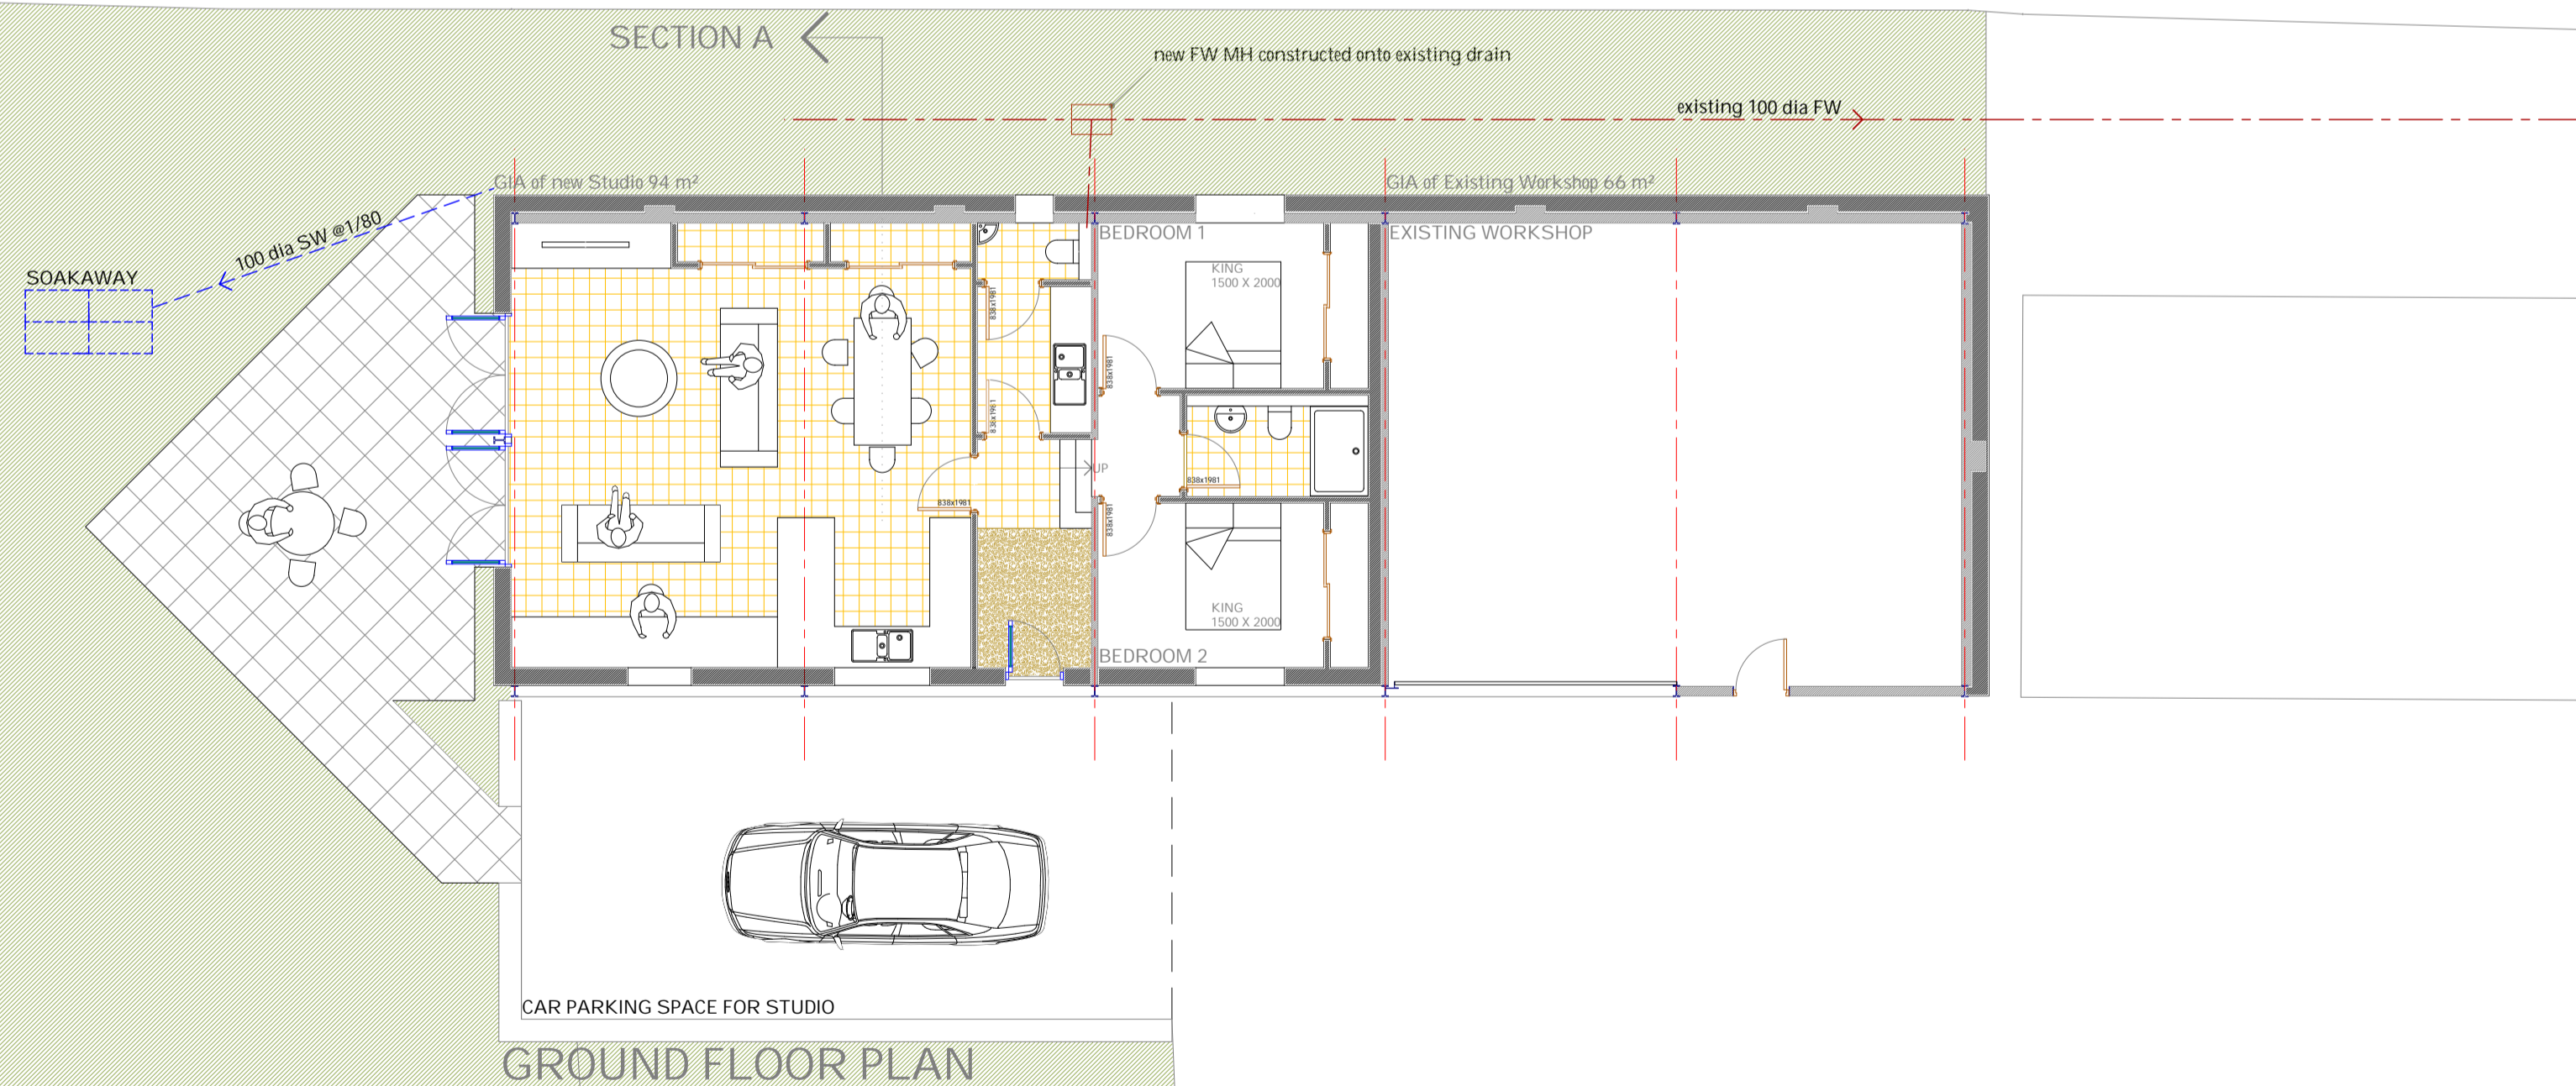 SECTION A
new FW MH constructed onto existing drain
existing 100 dia FW
GIA of new Studio 94 m²
GIA of Existing Workshop 66 m²
100 dia SW @1/80
SOAKAWAY
BEDROOM 1
EXISTING WORKSHOP
KING
1500 X 2000
838x1981
838x1981
838x1981
UP
838x1981
838x1981
838x1981
KING
1500 X 2000
BEDROOM 2
CAR PARKING SPACE FOR STUDIO
GROUND FLOOR PLAN